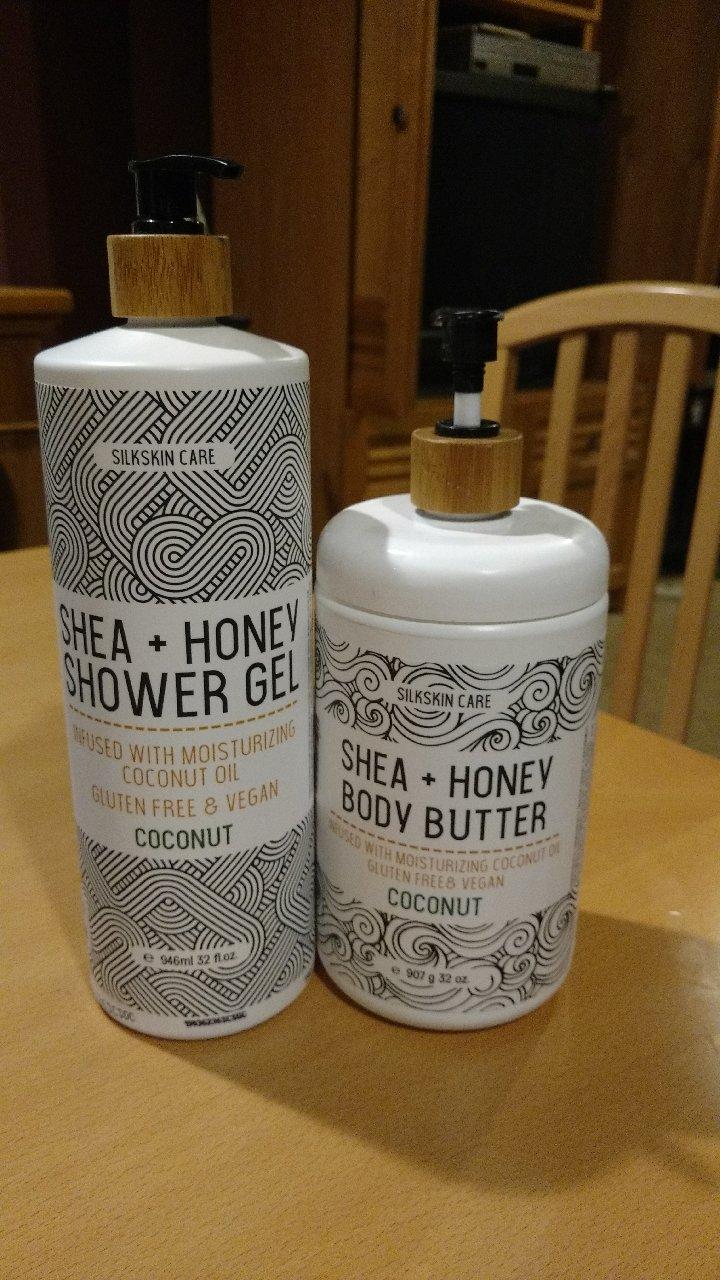 SILKSKIN CARE
SHEA + HONEY
SHOWER GEL
INFUSED WITH MOISTURIZING
COCONUT OIL
GLUTEN FREE & VEGAN
COCONUT
e 946ml 32 fl.oz.
SILKSKIN CARE
SHEA + HONEY
BODY BUTTER
INFUSED WITH MOISTURIZING COCONUT OIL
GLUTEN FREE& VEGAN
COCONUT
e 907 g 32 oz.